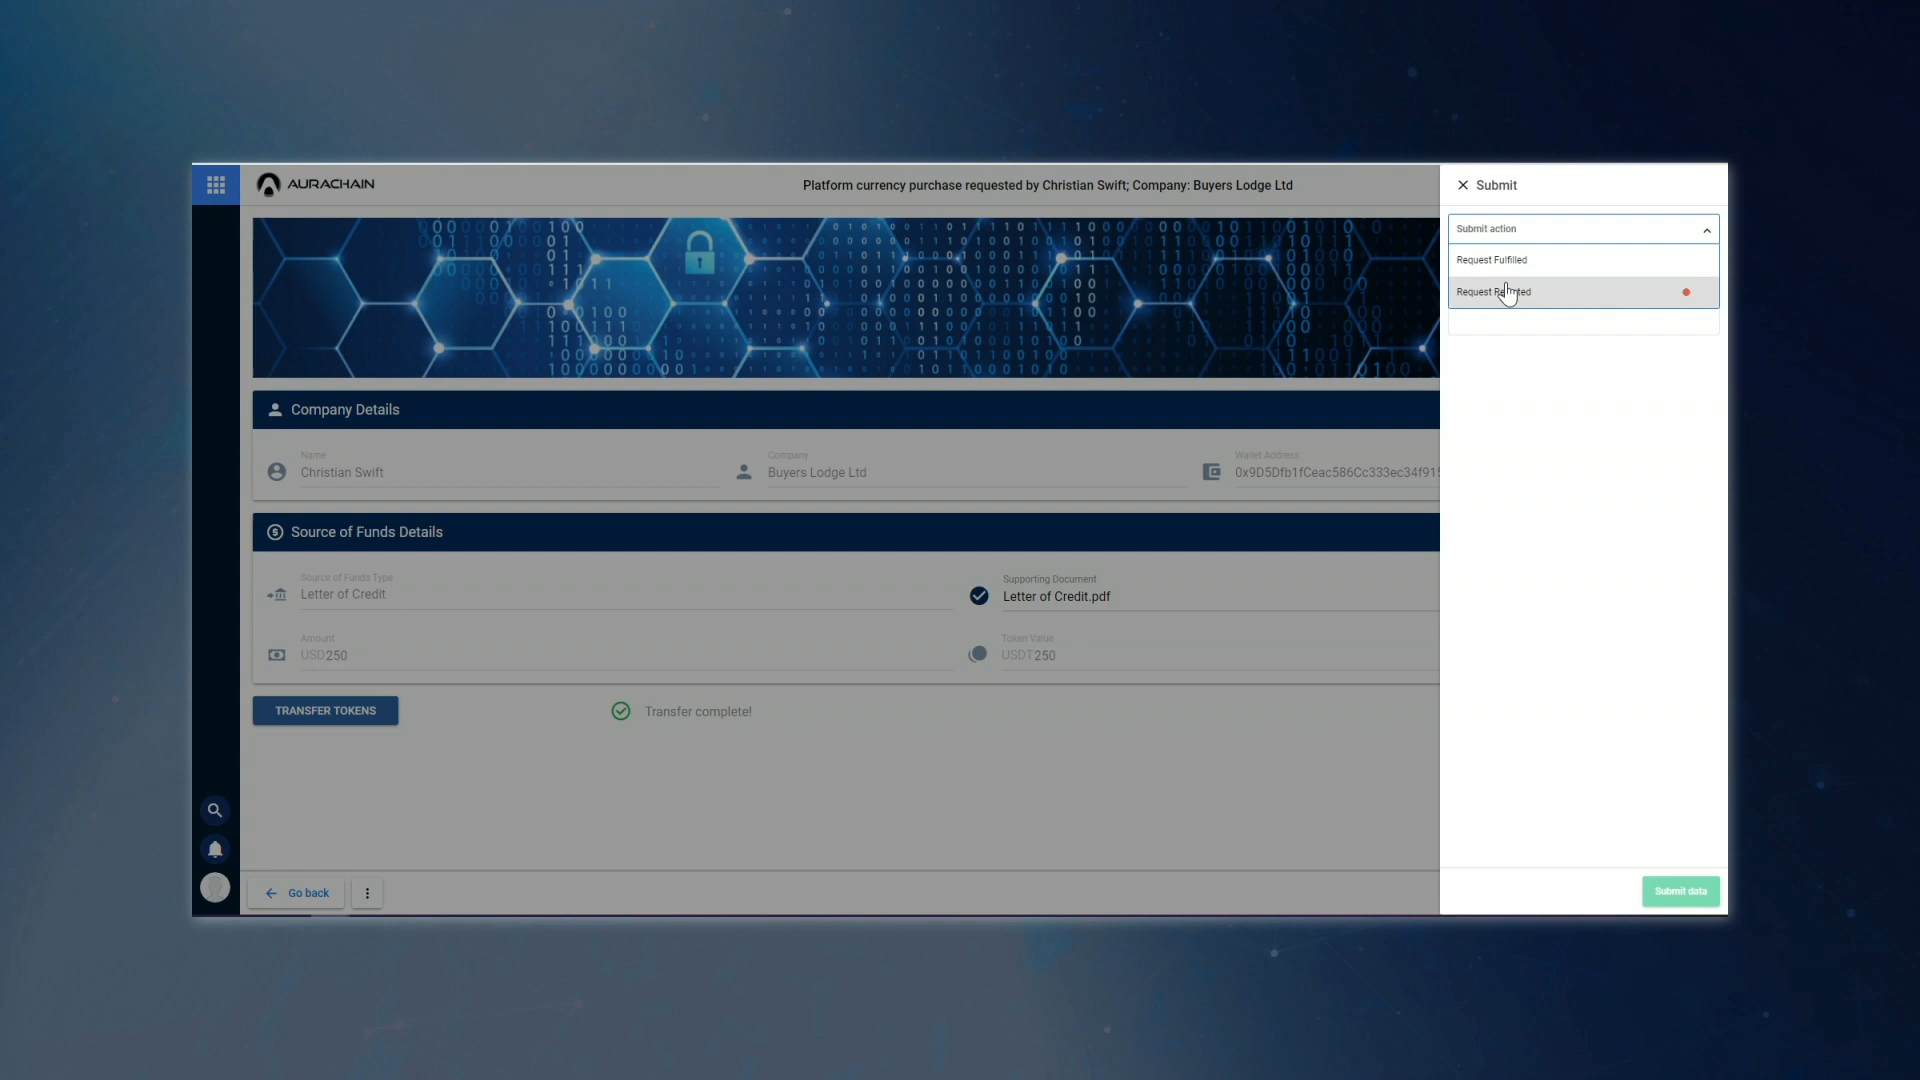 AURACHAIN
Platform currency purchase requested by Christian Swift; Company: Buyers Lodge Ltd
Submit
Submit action
Request Fulfilled
Request
Company Details
Name
Christian Swift
Company
Buyers Lodge Ltd
Wallet Address
0x9D5Dfb1fCeac586Cc333ec34f915
Source of Funds Details
Source of Funds Type
Letter of Credit
Supporting Document
Letter of Credit.pdf
Amount
USD250
Token Value
USDT250
TRANSFER TOKENS
Transfer complete!
Go back
Submit data